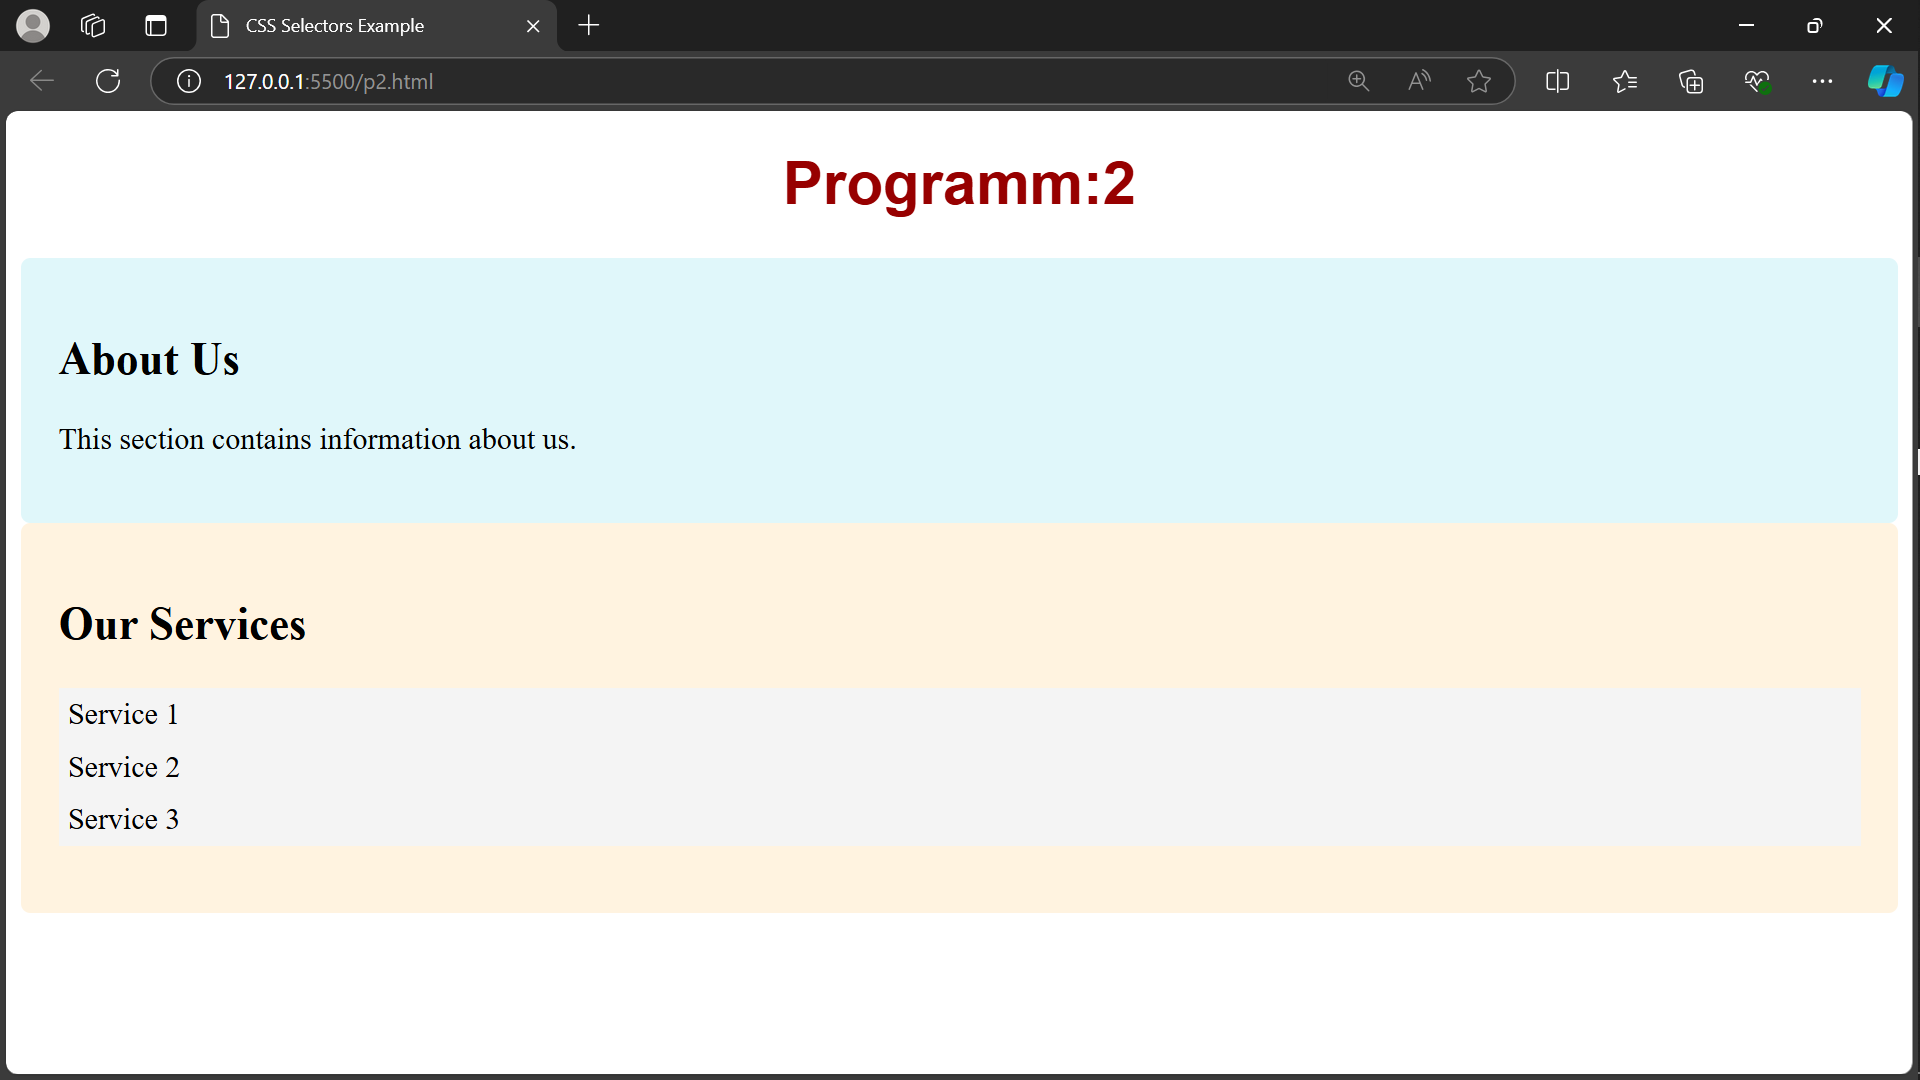 CSS Selectors Example
127.0.0.1:5500/p2.html
Programm:2
About Us
This section contains information about us.
Our Services
Service 1
Service 2
Service 3